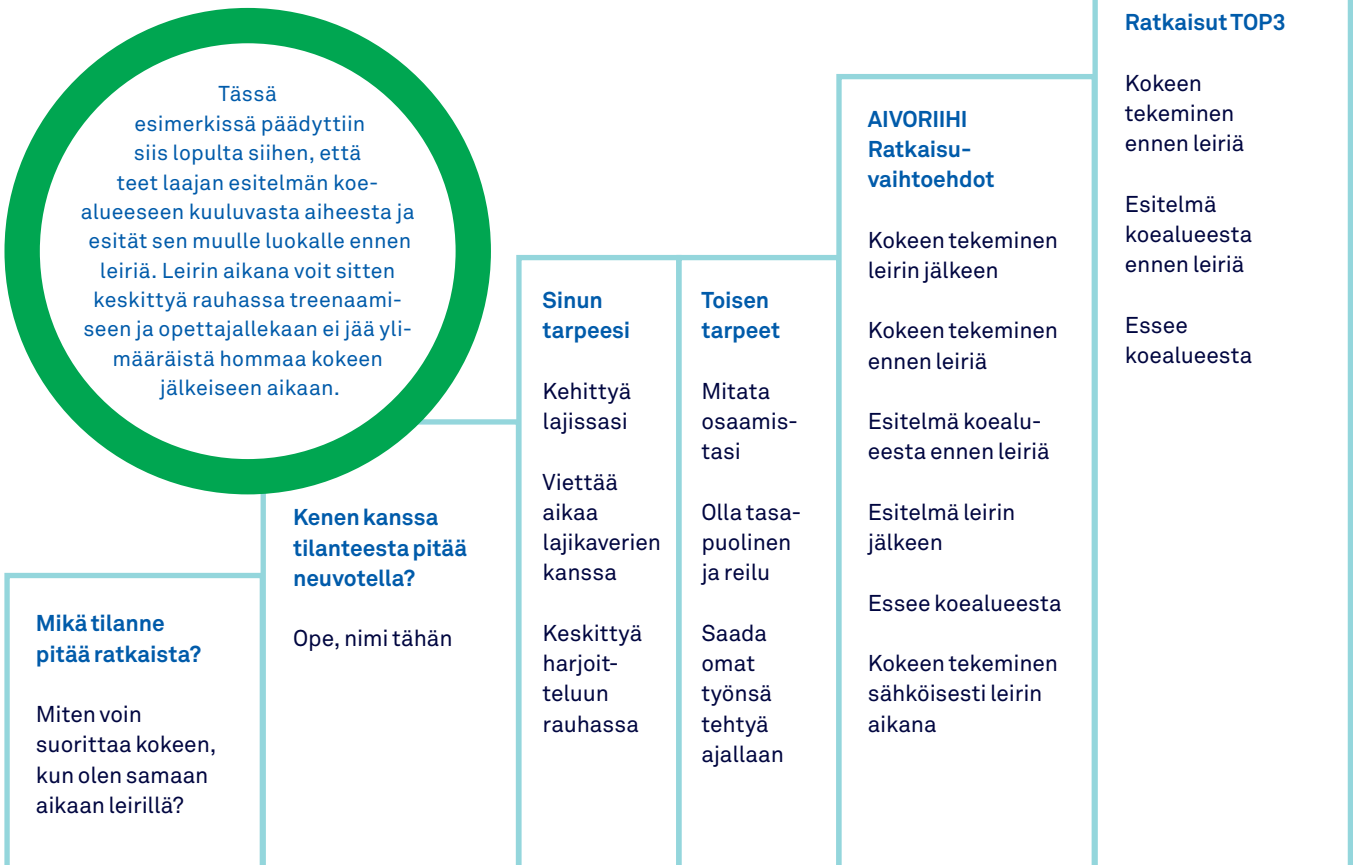 Tässä
esimerkissä päädyttiin
siis lopulta siihen, että
teet laajan esitelmän koe-
alueeseen kuuluvasta aiheesta ja
esität sen muulle luokalle ennen
leiriä. Leirin aikana voit sitten
keskittyä rauhassa treenaami-
seen ja opettajallekaan ei jää yli-
määräistä hommaa kokeen
jälkeiseen aikaan.
Mikä tilanne
pitää ratkaista?
Miten voin
suorittaa kokeen,
kun olen samaan
aikaan leirillä?
Kenen kanssa
tilanteesta pitää
neuvotella?
Ope, nimi tähän
Sinun
tarpeesi
Kehittyä
lajissasi
Viettää
aikaa
lajikaverien
kanssa
Keskittyä
harjoit-
teluun
rauhassa
Toisen
tarpeet
Mitata
osaamis-
tasi
Olla tasa-
puolinen
ja reilu
Saada
omat
työnsä
tehtyä
ajallaan
AIVORIIHI
Ratkaisu-
vaihtoehdot
Kokeen tekeminen
leirin jälkeen
Kokeen tekeminen
ennen leiriä
Esitelmä koealu-
eesta ennen leiriä
Esitelmä leirin
jälkeen
Essee koealueesta
Kokeen tekeminen
sähköisesti leirin
aikana
Ratkaisut TOP3
Kokeen
tekeminen
ennen leiriä
Esitelmä
koealueesta
ennen leiriä
Essee
koealueesta